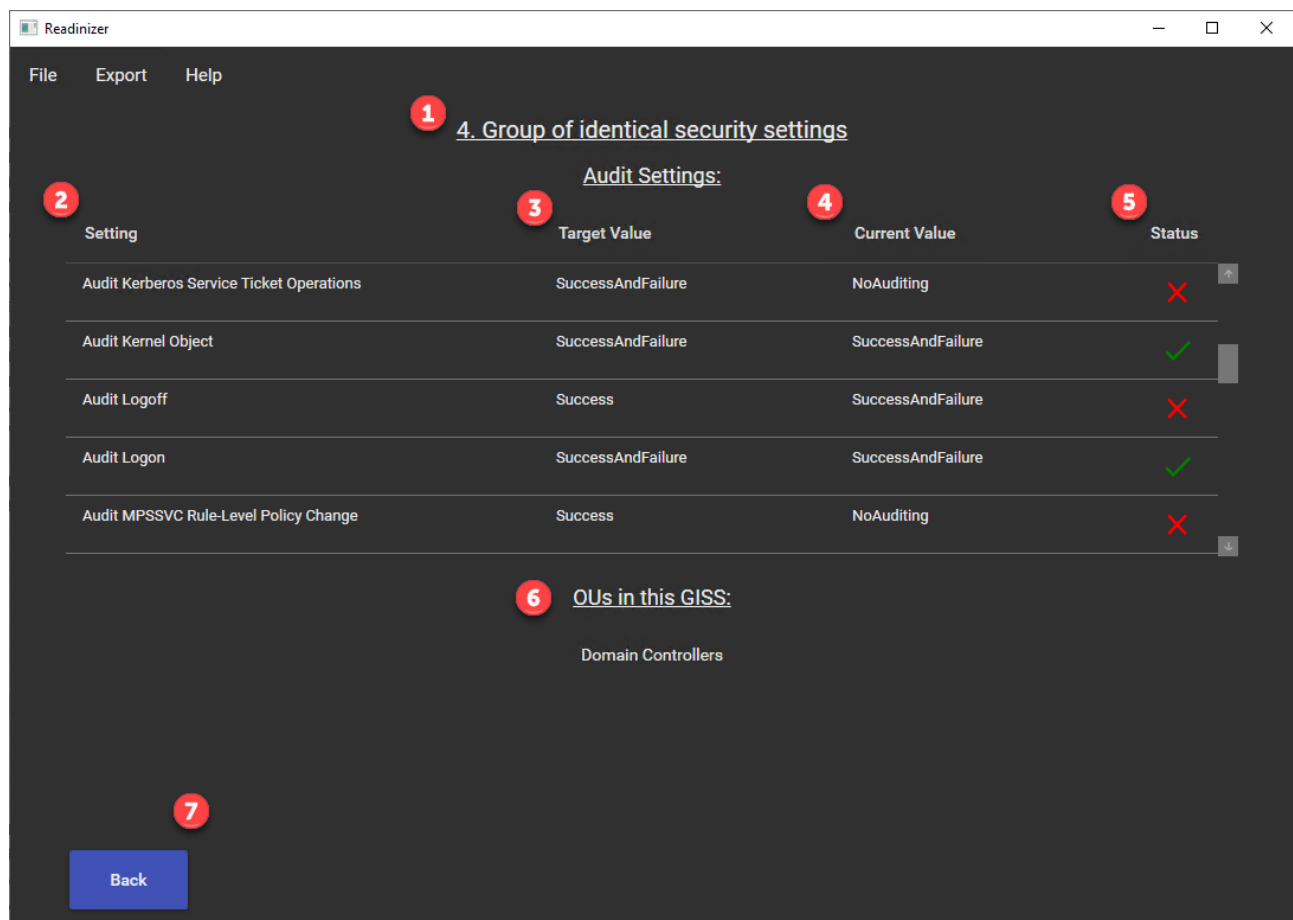 Readinizer
File Export Help
1 4. Group of identical security settings
Audit Settings:
2 3 4 5
Setting Target Value Current Value Status
Audit Kerberos Service Ticket Operations SuccessAndFailure NoAuditing
Audit Kernel Object SuccessAndFailure SuccessAndFailure
Audit Logoff Success SuccessAndFailure
Audit Logon SuccessAndFailure SuccessAndFailure
Audit MPSSVC Rule-Level Policy Change Success NoAuditing
6 OUs in this GISS:
Domain Controllers
7
Back